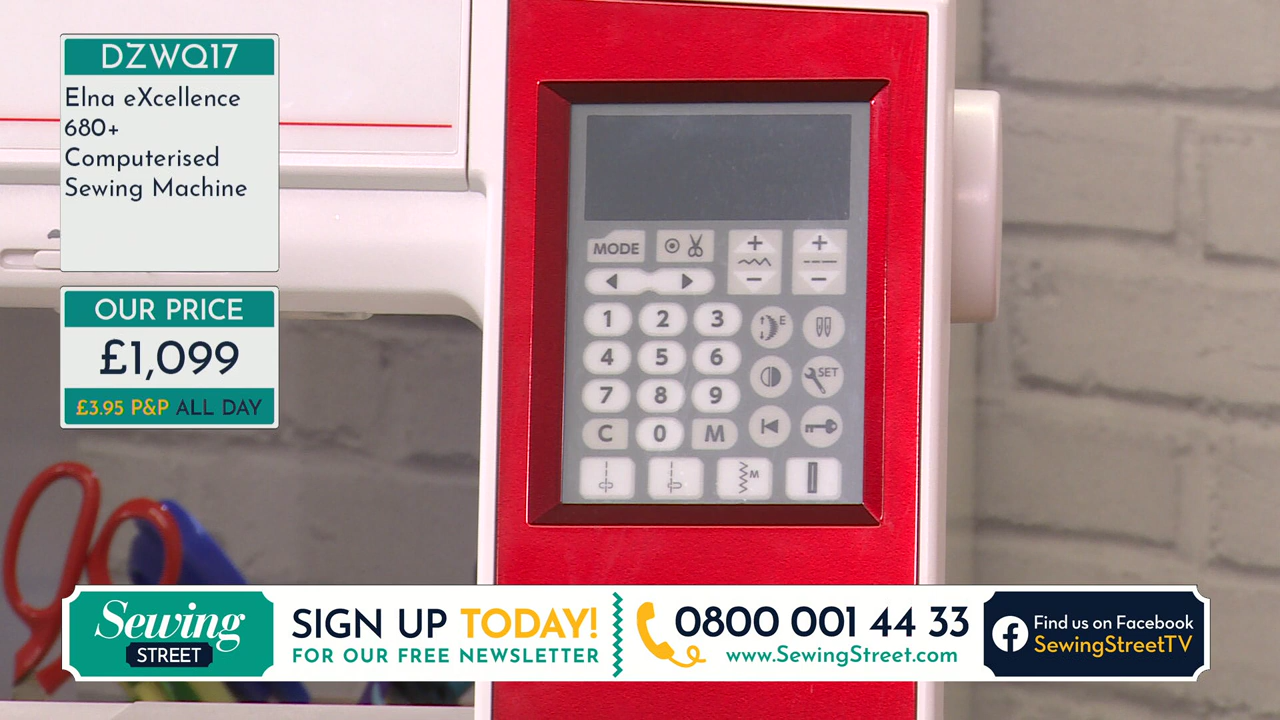 DZWQ17
Elna eXcellence
680+
Computerised
Sewing Machine
OUR PRICE
£1,099
£3.95 P&P ALL DAY
MODE
+ +
- -
1 2 3 E
4 5 6 SET
7 8 9
C 0 M
M
Sewing
STREET
SIGN UP TODAY!
FOR OUR FREE NEWSLETTER
0800 001 44 33
www.SewingStreet.com
Find us on Facebook
SewingStreetTV